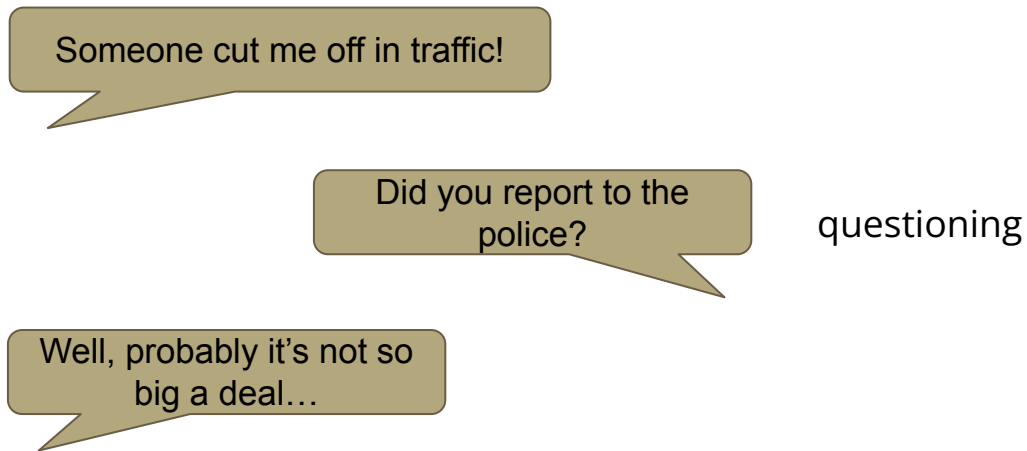 Someone cut me off in traffic!
Did you report to the
police?
questioning
Well, probably it’s not so
big a deal…